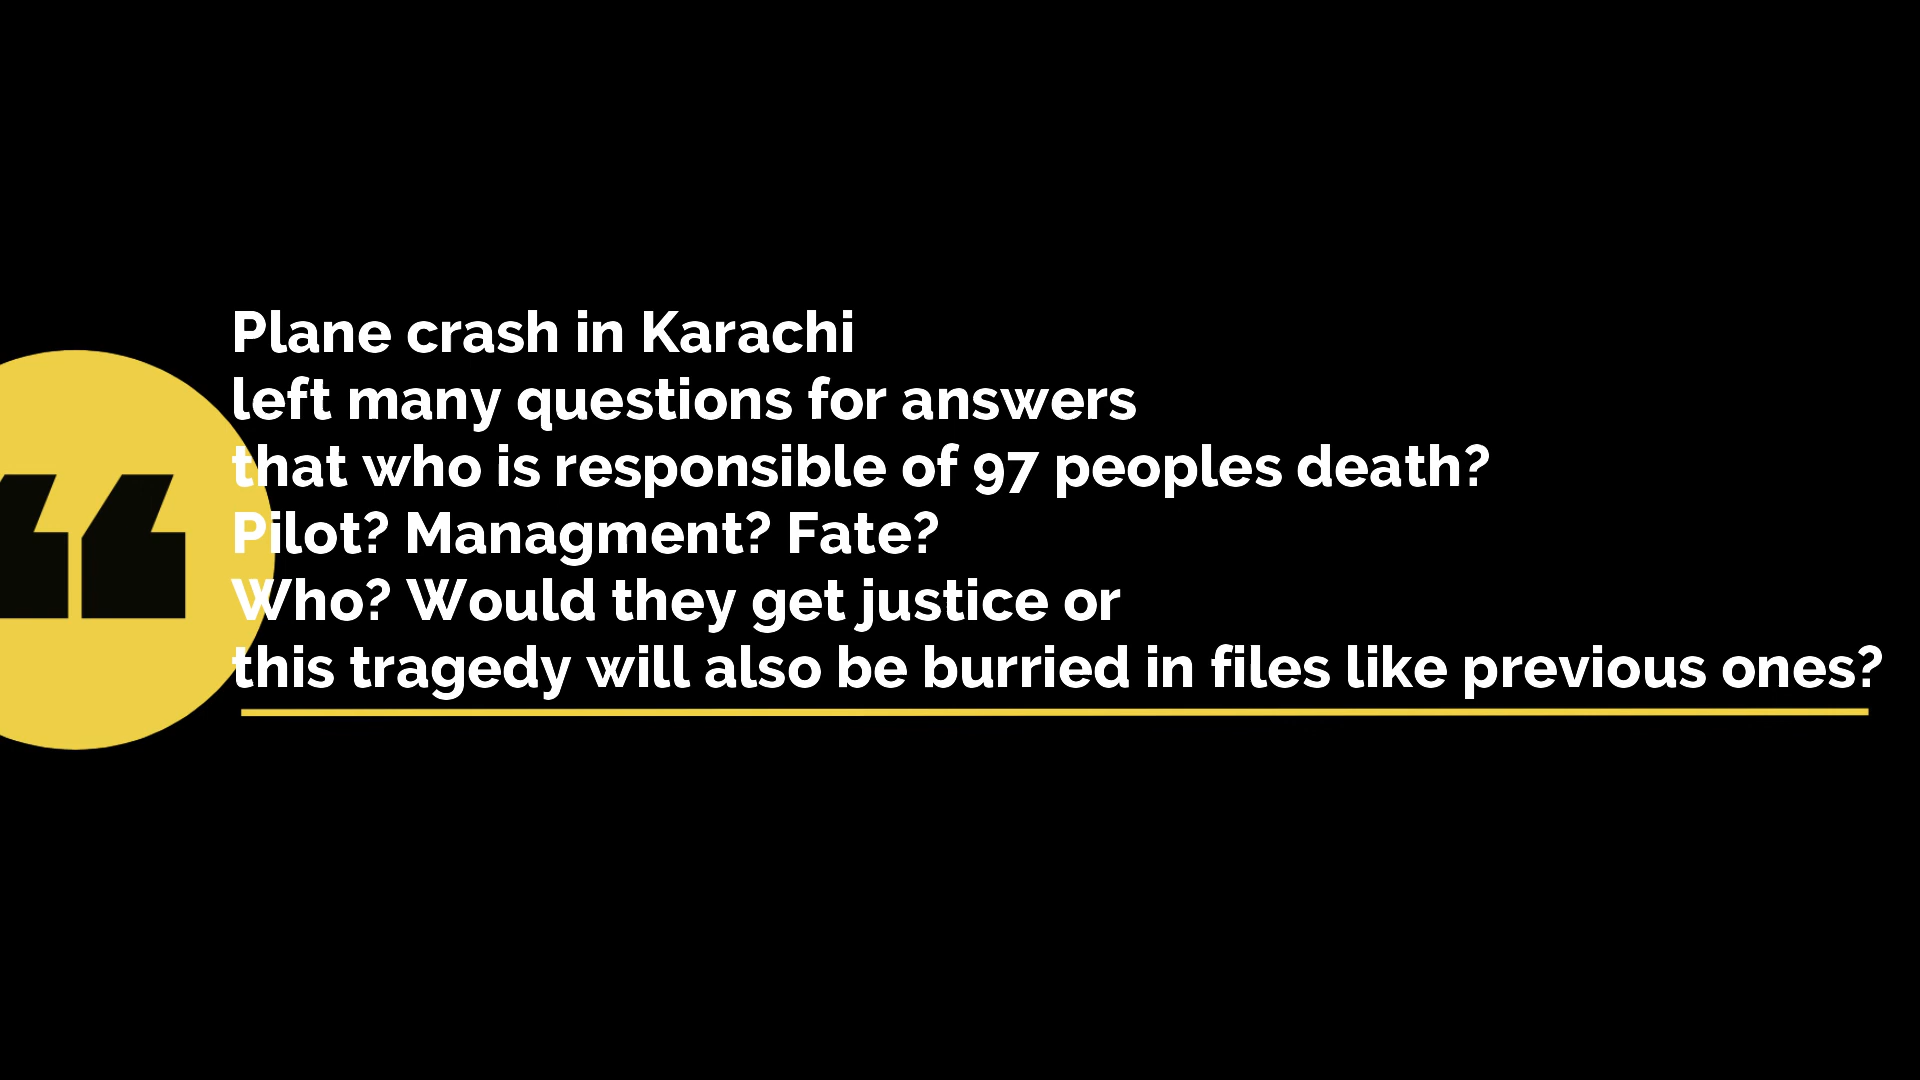 Plane crash in Karachi
left many questions for answers
that who is responsible of 97 peoples death?
Pilot? Managment? Fate?
Who? Would they get justice or
this tragedy will also be burried in files like previous ones?